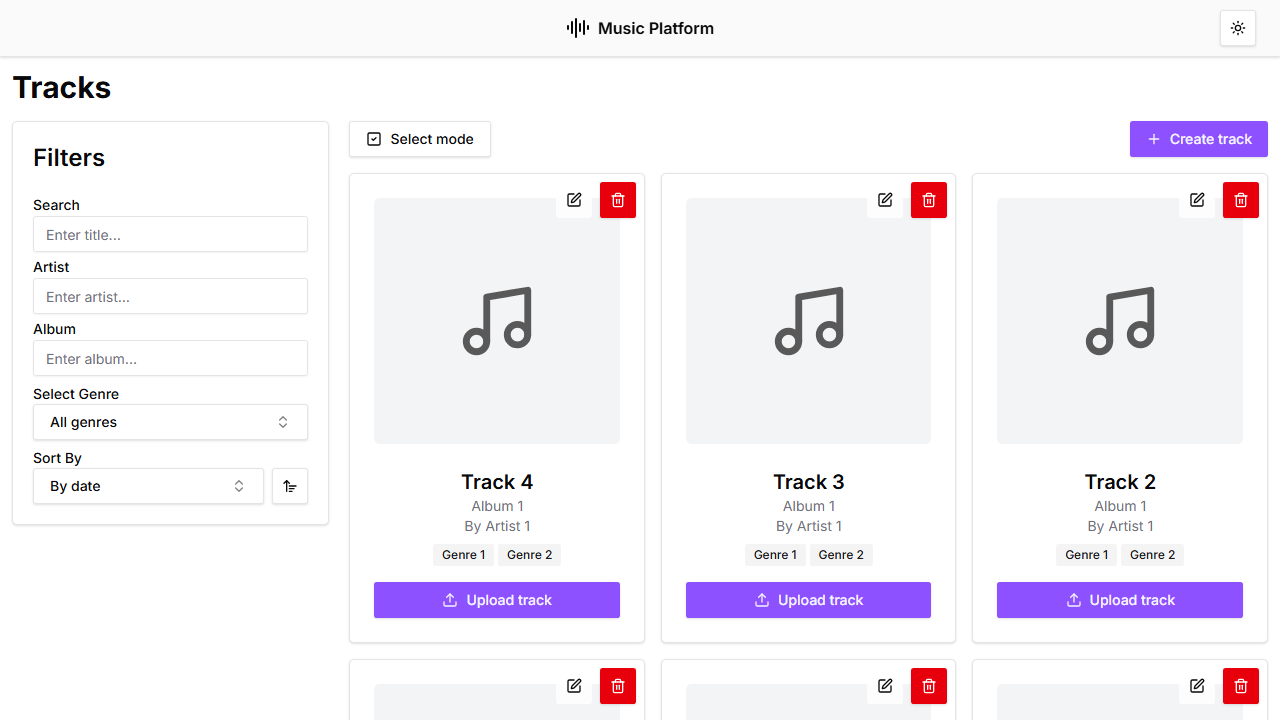 Music Platform
Tracks
Filters
Search
Enter title...
Artist
Enter artist...
Album
Enter album...
Select Genre
All genres
Sort By
By date
Select mode
Create track
Track 4
Album 1
By Artist 1
Genre 1 Genre 2
Upload track
Track 3
Album 1
By Artist 1
Genre 1 Genre 2
Upload track
Track 2
Album 1
By Artist 1
Genre 1 Genre 2
Upload track